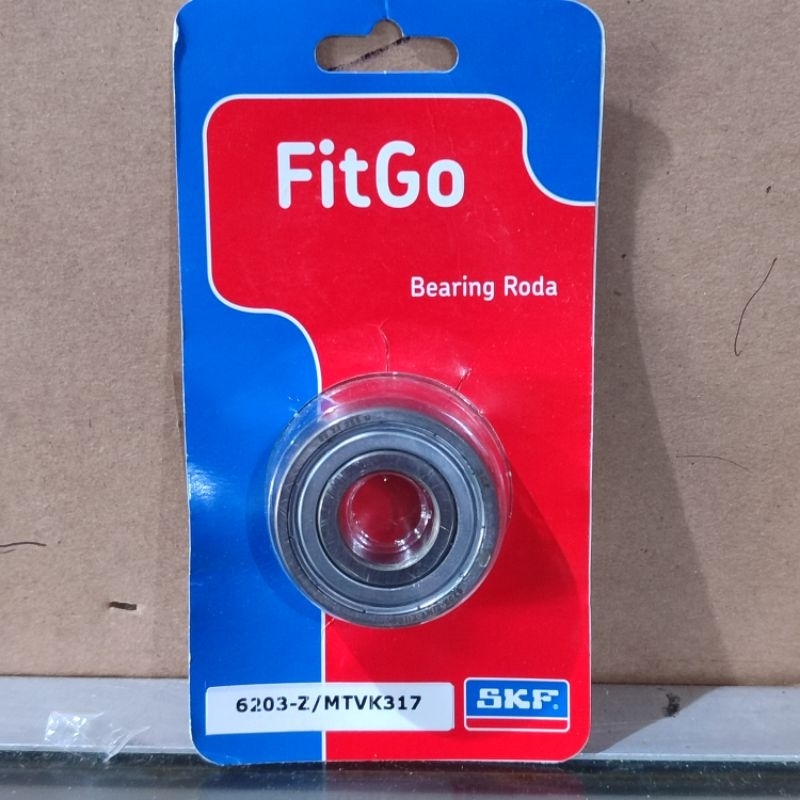 FitGo
Bearing Roda
6203-Z/MTVK317
SKF